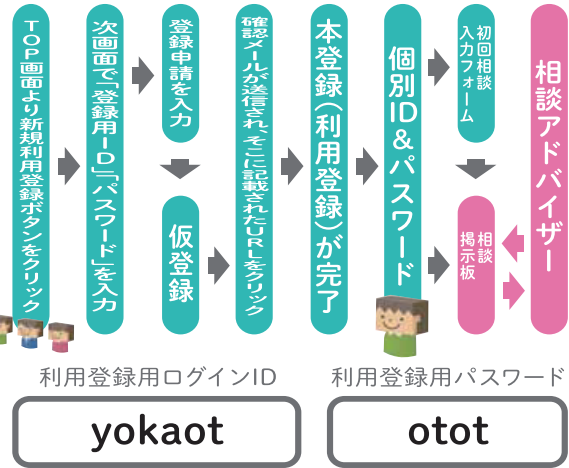 TOP画面より新規利用登録ボタンをクリック
次画面で「登録用ID」「パスワード」を入力
登録申請を入力
仮登録
確認メールが送信され、そこに記載されたURLをクリック
本登録(利用登録)が完了
個別ID&パスワード
初回相談
入力フォーム
相談
掲示板
相談アドバイザー
利用登録用ログインID
yokaot
利用登録用パスワード
otot